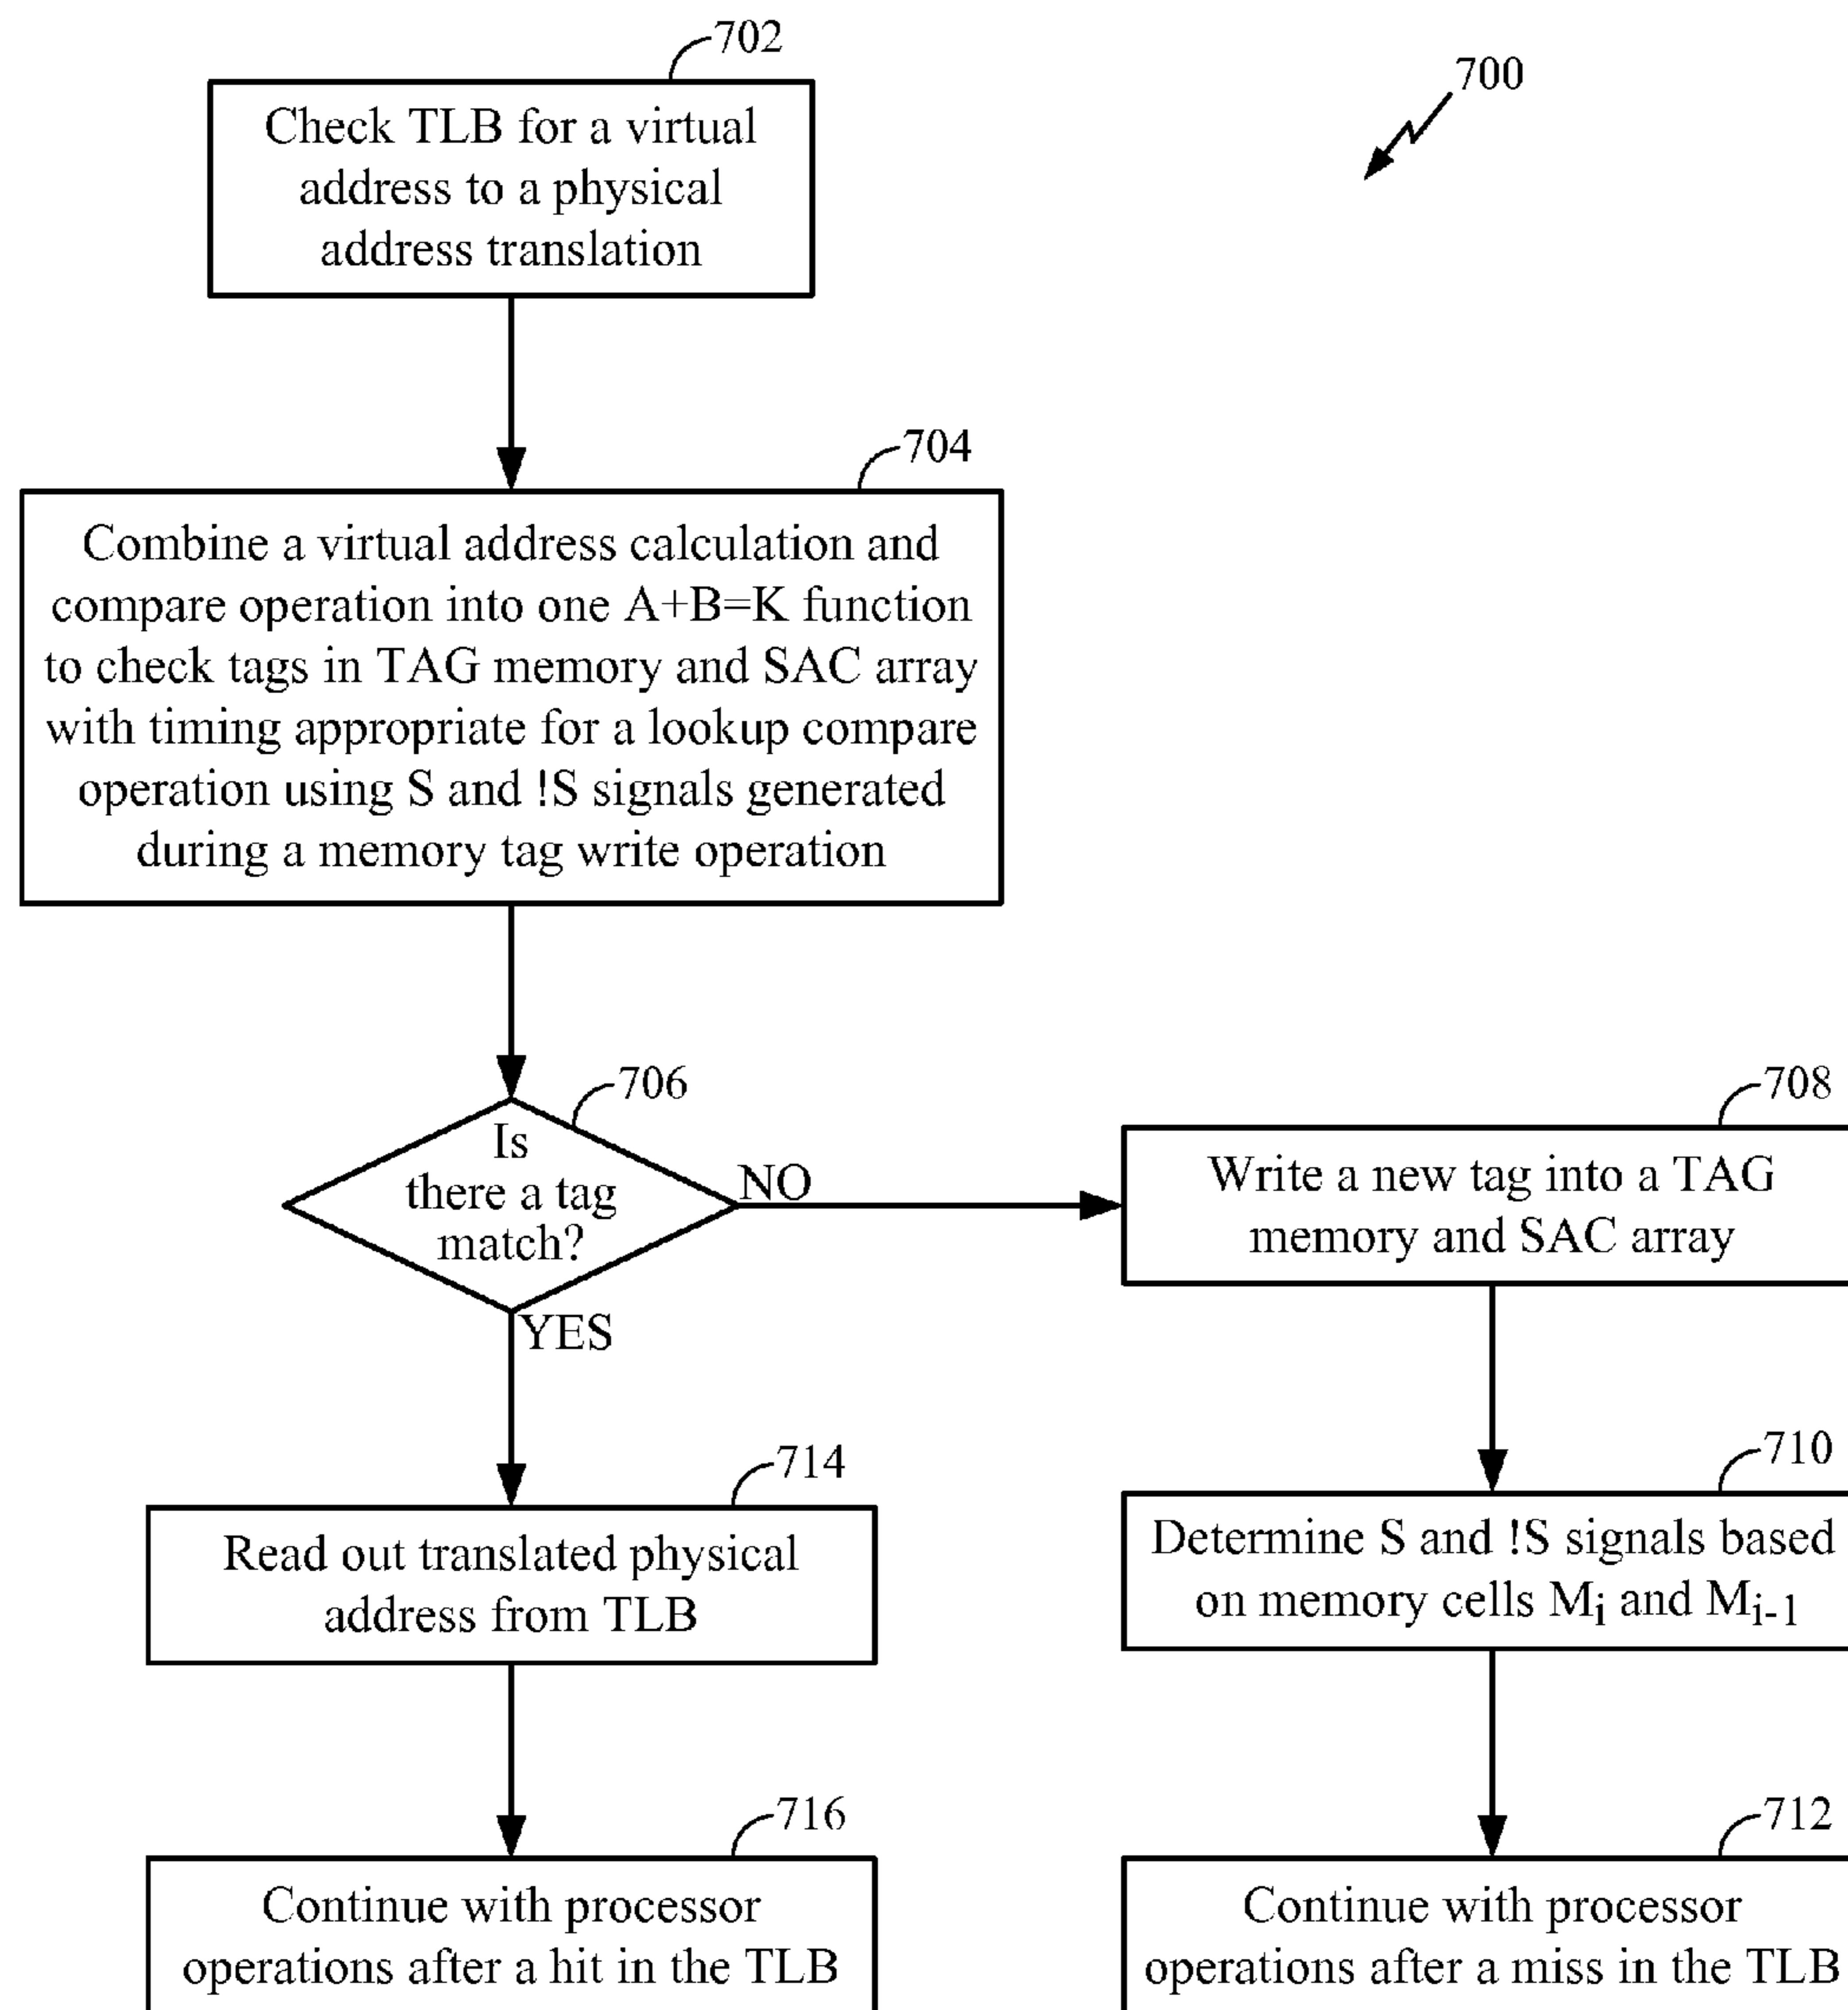 702
700
Check TLB for a virtual
address to a physical
address translation
704
Combine a virtual address calculation and
compare operation into one A+B=K function
to check tags in TAG memory and SAC array
with timing appropriate for a lookup compare
operation using S and !S signals generated
during a memory tag write operation
706
Is
there a tag
match?
NO
YES
708
Write a new tag into a TAG
memory and SAC array
714
Read out translated physical
address from TLB
710
Determine S and !S signals based
on memory cells Mi and Mi-1
716
Continue with processor
operations after a hit in the TLB
712
Continue with processor
operations after a miss in the TLB